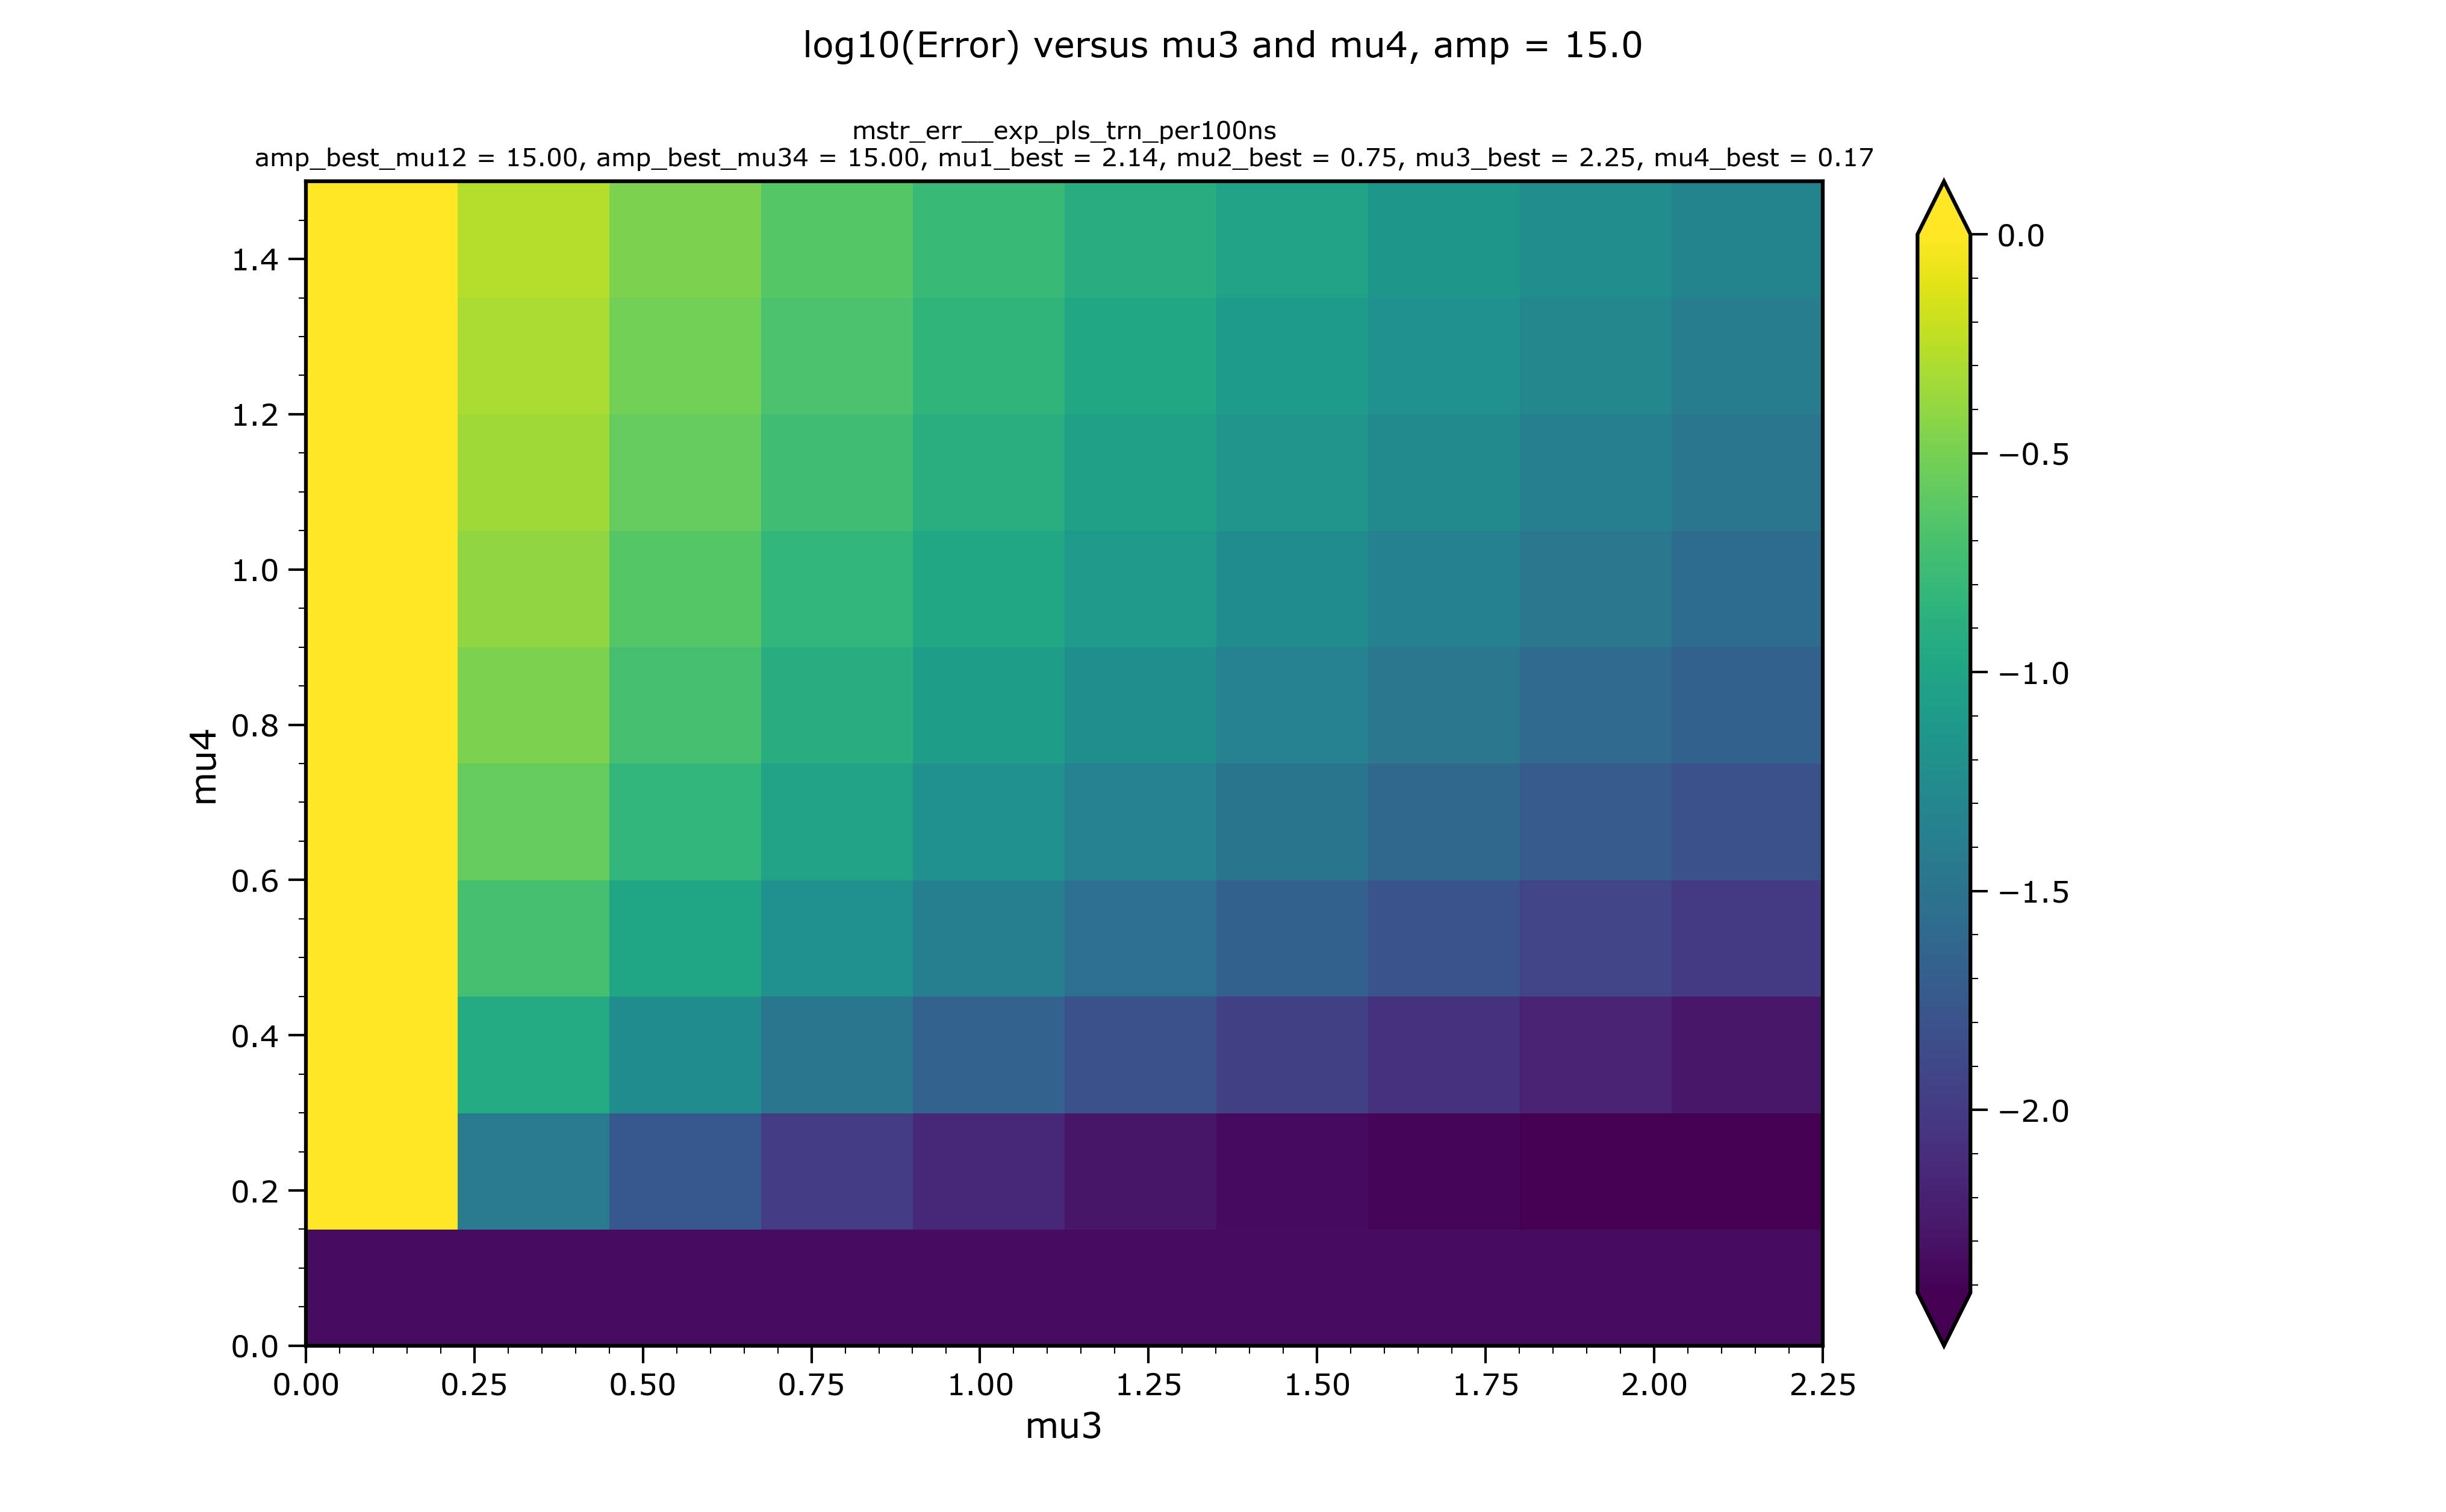 log10(Error) versus mu3 and mu4, amp = 15.0
mstr_err__exp_pls_trn_per100ns
amp_best_mu12 = 15.00, amp_best_mu34 = 15.00, mu1_best = 2.14, mu2_best = 0.75, mu3_best = 2.25, mu4_best = 0.17
mu4
1.4
1.2
1.0
0.8
0.6
0.4
0.2
0.0
0.00 0.25 0.50 0.75 1.00 1.25 1.50 1.75 2.00 2.25
mu3
0.0
−0.5
−1.0
−1.5
−2.0